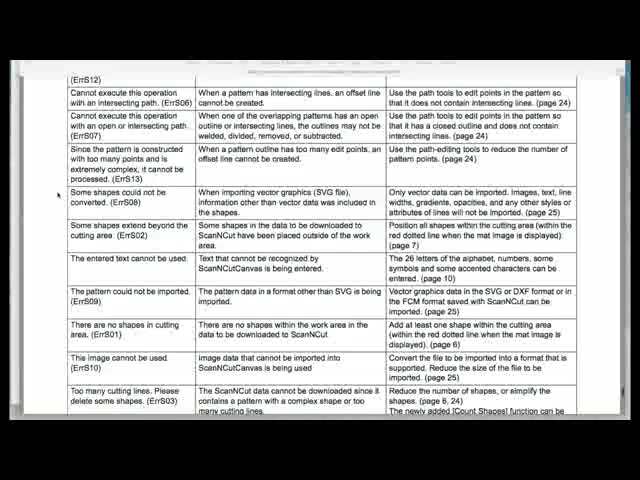 (ErrS12)
Cannot execute this operation
with an intersecting path. (ErrS06)
When a pattern has intersecting lines, an offset line
cannot be created.
Use the path tools to edit points in the pattern so
that it does not contain intersecting lines. (page 24)
Cannot execute this operation
with an open or intersecting path.
(ErrS07)
When one of the overlapping patterns has an open
outline or intersecting lines, the outlines may not be
welded, divided, removed, or subtracted.
Use the path tools to edit points in the pattern so
that it has a closed outline and does not contain
intersecting lines. (page 24)
Since the pattern is constructed
with too many points and is
extremely complex, it cannot be
processed. (ErrS13)
When a pattern outline has too many edit points, an
offset line cannot be created.
Use the path-editing tools to reduce the number of
pattern points. (page 24)
Some shapes could not be
converted. (ErrS08)
When importing vector graphics (SVG file),
information other than vector data was included in
the shapes.
Only vector data can be imported. Images, text, line
widths, gradients, opacities, and any other styles or
attributes of lines will not be imported. (page 25)
Some shapes extend beyond the
cutting area (ErrS02)
Some shapes in the data to be downloaded to
ScanNCut have been placed outside of the work
area.
Position all shapes within the cutting area (within the
red dotted line when the mat image is displayed).
(page 7)
The entered text cannot be used.
Text that cannot be recognized by
ScanNCutCanvas is being entered.
The 26 letters of the alphabet, numbers, some
symbols and some accented characters can be
entered. (page 10)
The pattern could not be imported.
(ErrS09)
The pattern data in a format other than SVG is being
imported.
Vector graphics data in the SVG or DXF format or in
the FCM format saved with ScanNCut can be
imported. (page 25)
There are no shapes in cutting
area. (ErrS01)
There are no shapes within the work area in the
data to be downloaded to ScanNCut
Add at least one shape within the cutting area
(within the red dotted line when the mat image is
displayed). (page 6)
This image cannot be used.
(ErrS10)
Image data that cannot be imported into
ScanNCutCanvas is being used
Convert the file to be imported into a format that is
supported. Reduce the size of the file to be
imported. (page 25)
Too many cutting lines. Please
delete some shapes. (ErrS03)
The ScanNCut data cannot be downloaded since it
contains a pattern with a complex shape or too
many cutting lines.
Reduce the number of shapes, or simplify the
shapes. (page 6, 24)
The newly added [Count Shapes] function can be